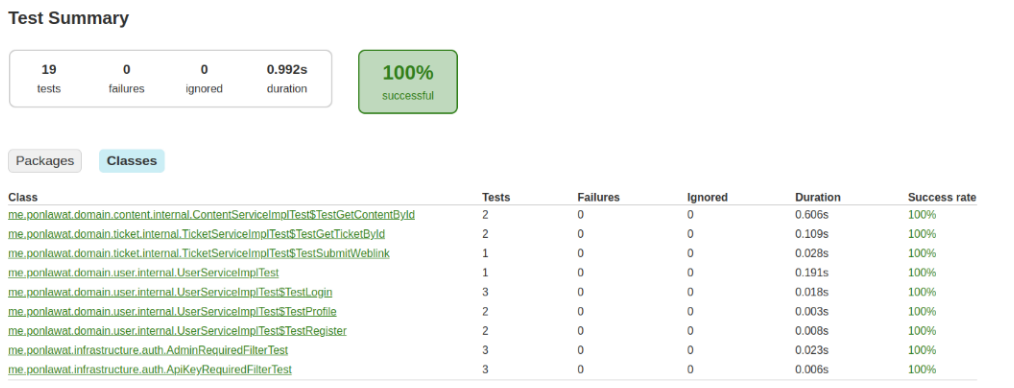 Test Summary
19 0 0 0.992s
tests failures ignored duration
100%
successful
Packages Classes
Class Tests Failures Ignored Duration Success rate
me.ponlawat.domain.content.internal.ContentServiceImplTest$TestGetContentById 2 0 0 0.606s 100%
me.ponlawat.domain.ticket.internal.TicketServiceImplTest$TestGetTicketById 2 0 0 0.109s 100%
me.ponlawat.domain.ticket.internal.TicketServiceImplTest$TestSubmitWeblink 1 0 0 0.028s 100%
me.ponlawat.domain.user.internal.UserServiceImplTest 1 0 0 0.191s 100%
me.ponlawat.domain.user.internal.UserServiceImplTest$TestLogin 3 0 0 0.018s 100%
me.ponlawat.domain.user.internal.UserServiceImplTest$TestProfile 2 0 0 0.003s 100%
me.ponlawat.domain.user.internal.UserServiceImplTest$TestRegister 2 0 0 0.008s 100%
me.ponlawat.infrastructure.auth.AdminRequiredFilterTest 3 0 0 0.023s 100%
me.ponlawat.infrastructure.auth.ApiKeyRequiredFilterTest 3 0 0 0.006s 100%